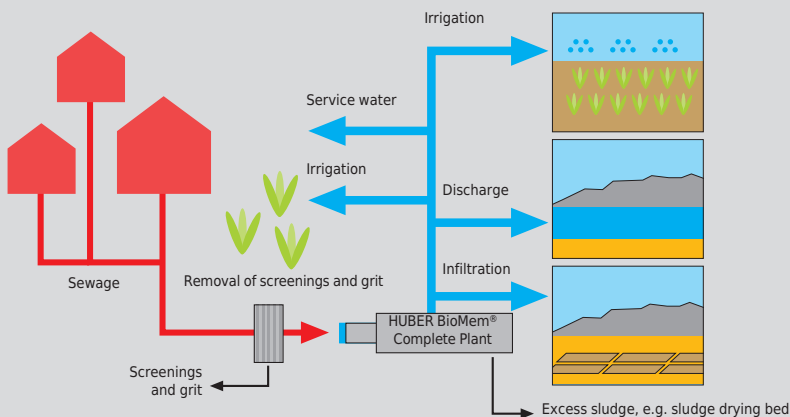 Irrigation
Service water
Irrigation
Discharge
Removal of screenings and grit
Infiltration
Sewage
HUBER BioMem®
Complete Plant
Screenings
and grit
Excess sludge, e.g. sludge drying bed